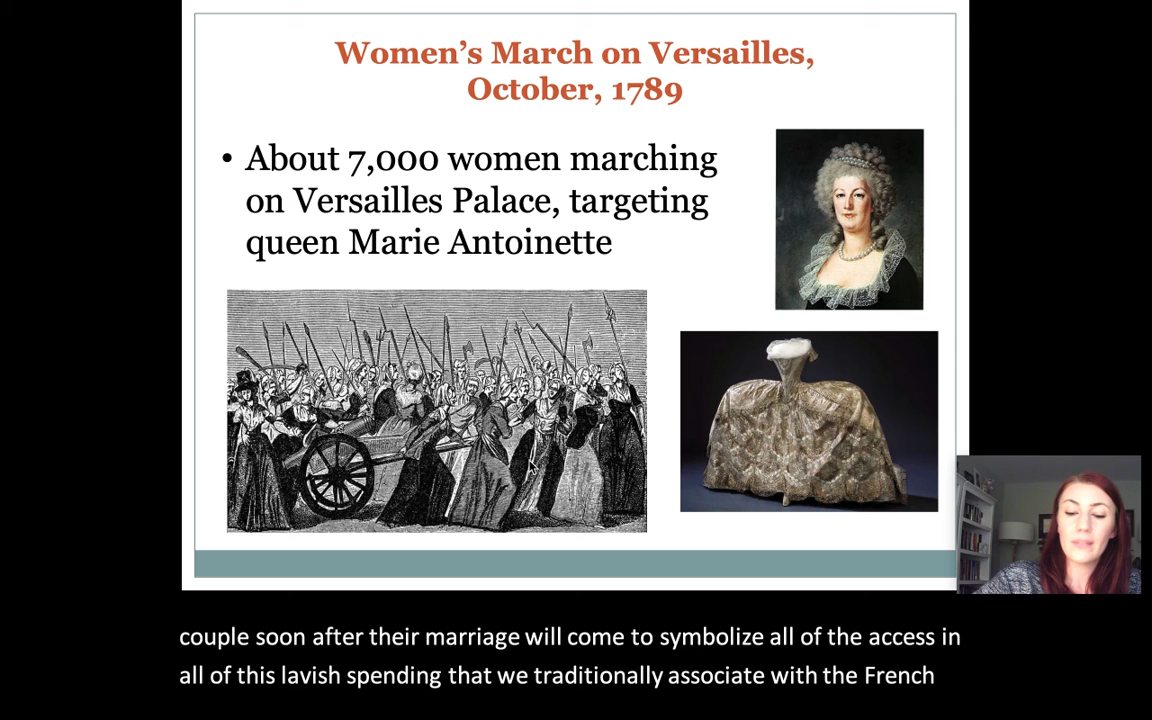 Women's March on Versailles,
October, 1789
• About 7,000 women marching
on Versailles Palace, targeting
queen Marie Antoinette
couple soon after their marriage will come to symbolize all of the access in
all of this lavish spending that we traditionally associate with the French